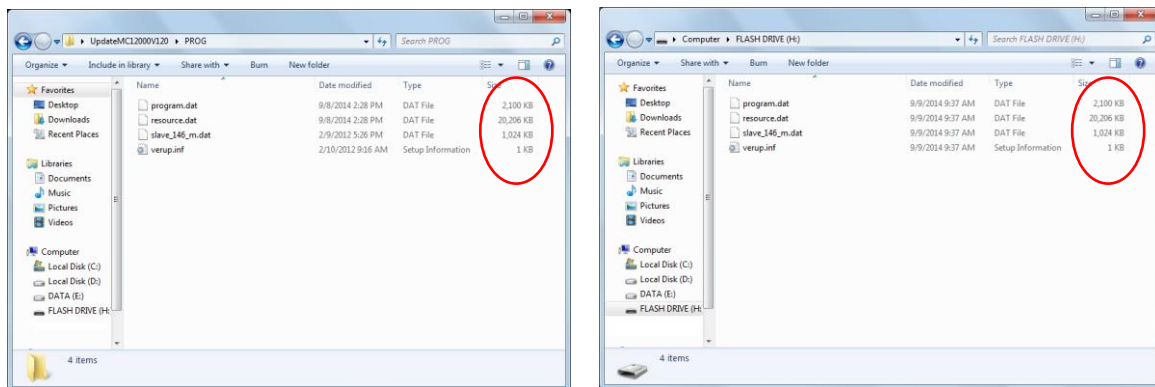 UpdateMC12000V120 PROG
Search PROG
Organize Include in library Share with Burn New folder
Favorites
Desktop
Downloads
Recent Places
Libraries
Documents
Music
Pictures
Videos
Computer
Local Disk (C:)
Local Disk (D:)
DATA (E:)
FLASH DRIVE (H:
Name Date modified Type Size
program.dat 9/8/2014 2:28 PM DAT File 2,100 KB
resource.dat 9/8/2014 2:28 PM DAT File 20,206 KB
slave_146_m.dat 2/9/2012 5:26 PM DAT File 1,024 KB
verup.inf 2/10/2012 9:16 AM Setup Information 1 KB
4 items
Computer FLASH DRIVE (H:)
Search FLASH DRIVE (H:)
Organize Share with Burn New folder
Favorites
Desktop
Downloads
Recent Places
Libraries
Documents
Music
Pictures
Videos
Computer
Local Disk (C:)
Local Disk (D:)
DATA (E:)
FLASH DRIVE (H:
Name Date modified Type Size
program.dat 9/9/2014 9:37 AM DAT File 2,100 KB
resource.dat 9/9/2014 9:37 AM DAT File 20,206 KB
slave_146_m.dat 9/9/2014 9:37 AM DAT File 1,024 KB
verup.inf 9/9/2014 9:37 AM Setup Information 1 KB
4 items